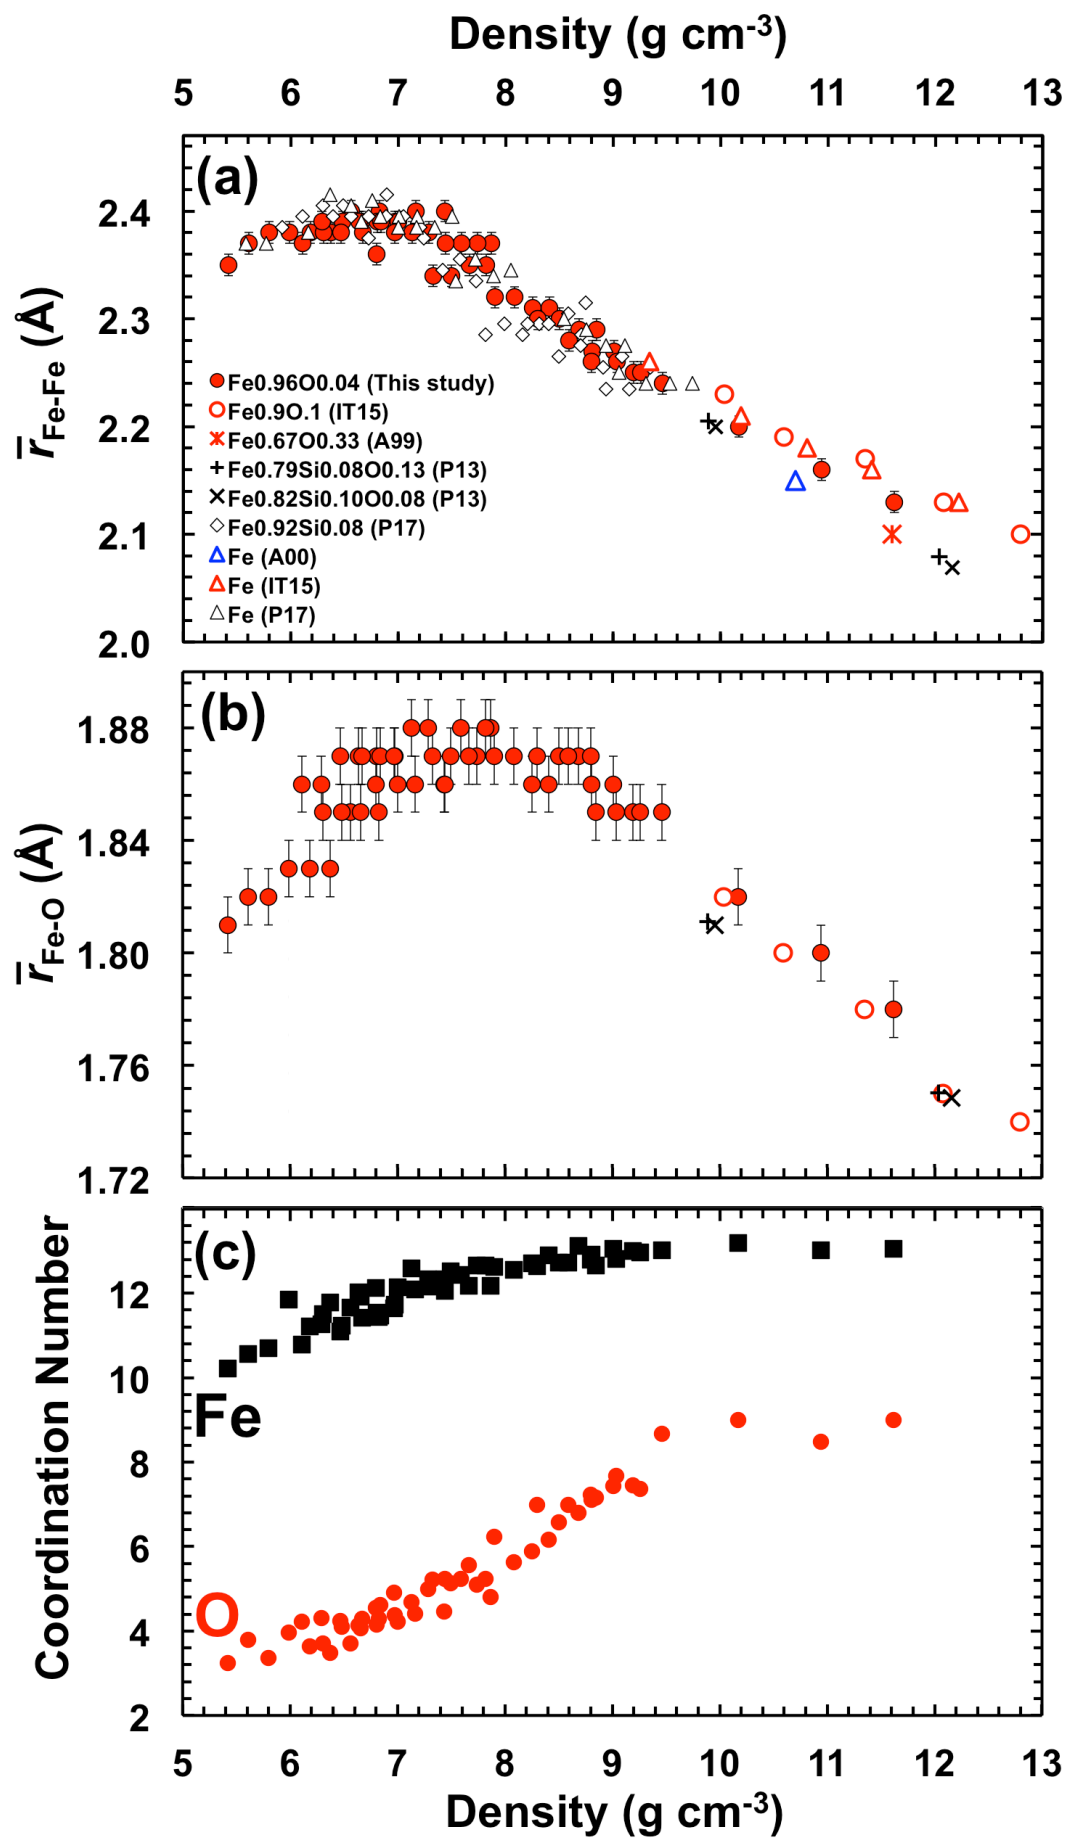 Density (g cm-3)
5 6 7 8 9 10 11 12 13
(a)
2.4
2.3
2.2
2.1
2.0
r̅Fe-Fe (Å)
Fe0.96O0.04 (This study)
Fe0.9O.1 (IT15)
Fe0.67O0.33 (A99)
Fe0.79Si0.08O0.13 (P13)
Fe0.82Si0.10O0.08 (P13)
Fe0.92Si0.08 (P17)
Fe (A00)
Fe (IT15)
Fe (P17)
(b)
1.88
1.84
1.80
1.76
1.72
r̅Fe-O (Å)
(c)
12
10
8
6
4
2
Coordination Number
Fe
O
5 6 7 8 9 10 11 12 13
Density (g cm-3)